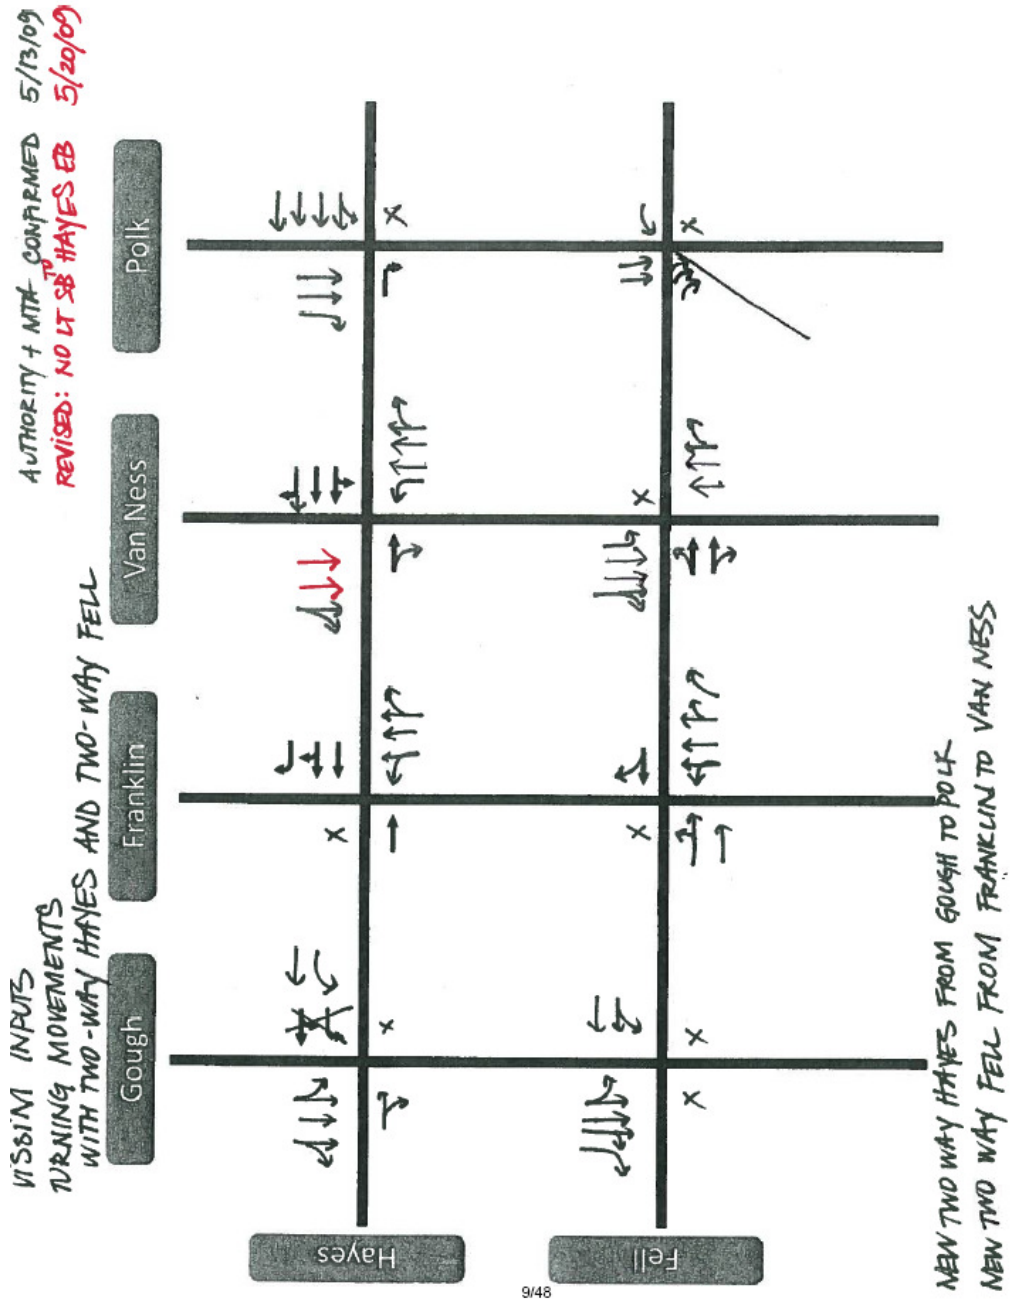 VISSIM INPUTS
TURNING MOVEMENTS
WITH TWO-WAY HAYES AND TWO-WAY FELL
AUTHORITY + MTA CONFIRMED 5/13/09
REVISED: NO LT SB TO HAYES EB 5/20/09
Gough
Franklin
Van Ness
Polk
Hayes
Fell
NEW TWO WAY HAYES FROM GOUGH TO POLK
NEW TWO WAY FELL FROM FRANKLIN TO VAN NESS
9/48